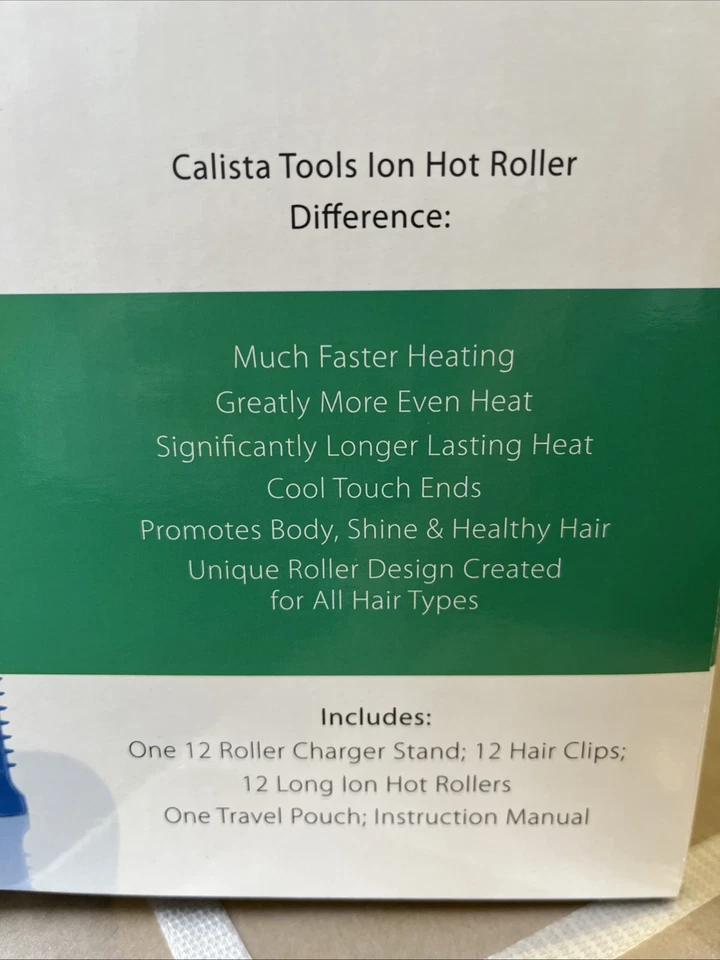 Calista Tools Ion Hot Roller
Difference:
Much Faster Heating
Greatly More Even Heat
Significantly Longer Lasting Heat
Cool Touch Ends
Promotes Body, Shine & Healthy Hair
Unique Roller Design Created
for All Hair Types
Includes:
One 12 Roller Charger Stand; 12 Hair Clips;
12 Long Ion Hot Rollers
One Travel Pouch; Instruction Manual